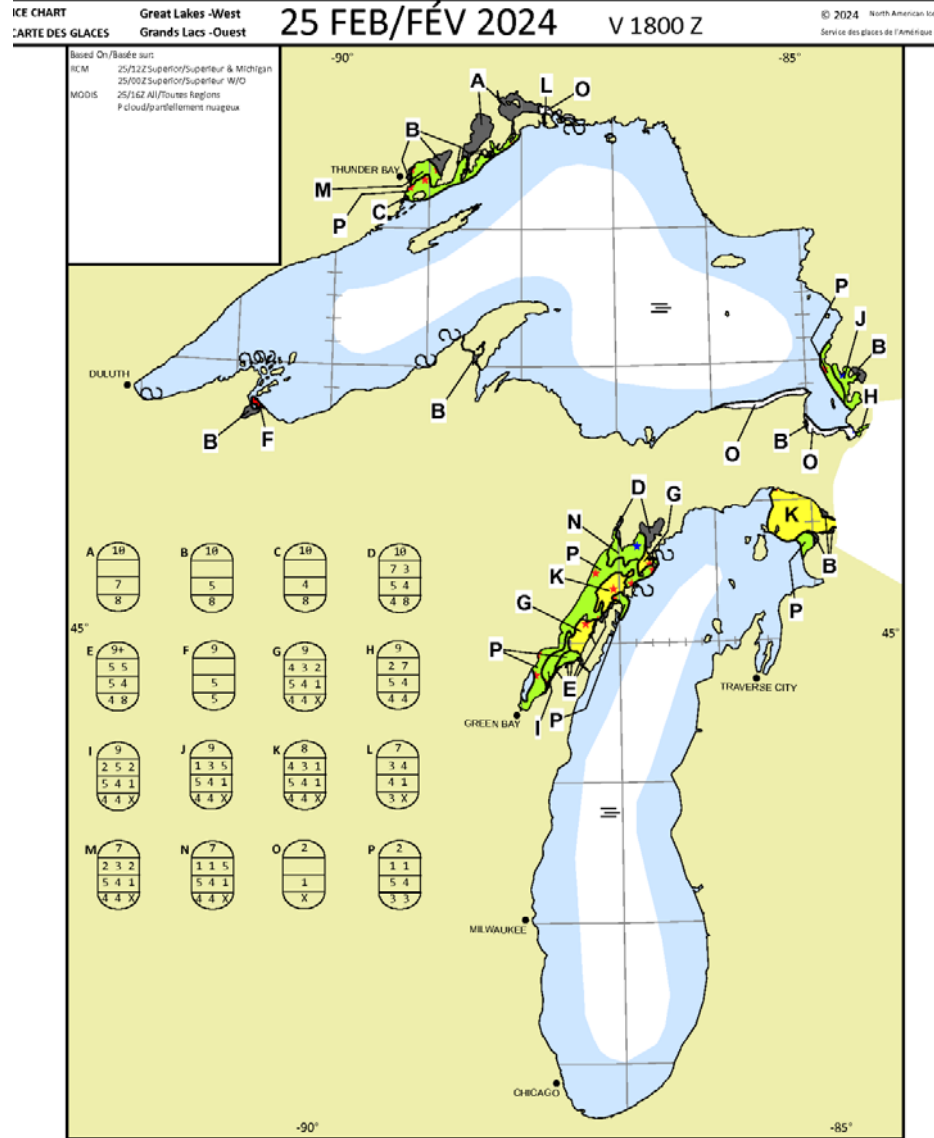 ICE CHART
CARTE DES GLACES
Great Lakes -West
Grands Lacs -Ouest
25 FEB/FÉV 2024
V 1800 Z
© 2024 North American Ice
Service des glaces de l'Amérique
Based On/Basée sur:
RCM 25/12Z Superior/Superieur & Michigan
25/00Z Superior/Superieur W/O
MODIS 25/16Z All/Toutes Regions
P cloud/partiellement nuageux
-90°
-85°
A
L
O
B
THUNDER BAY
M
P
C
P
J
B
H
DULUTH
B
F
B
O
B
O
D
G
N
P
K
G
K
B
P
P
E
I
P
GREEN BAY
TRAVERSE CITY
45°
45°
A 10
7
8
B 10
5
8
C 10
4
8
D 10
7 3
5 4
4 8
E 9+
5 5
5 4
4 8
F 9
5
5
G 9
4 3 2
5 4 1
4 4 X
H 9
2 7
5 4
4 4
I 9
2 5 2
5 4 1
4 4 X
J 9
1 3 5
5 4 1
4 4 X
K 8
4 3 1
5 4 1
4 4 X
L 7
3 4
4 1
3 X
M 7
2 3 2
5 4 1
4 4 X
N 7
1 1 5
5 4 1
4 4 X
O 2
1
X
P 2
1 1
5 4
3 3
MILWAUKEE
CHICAGO
-90°
-85°